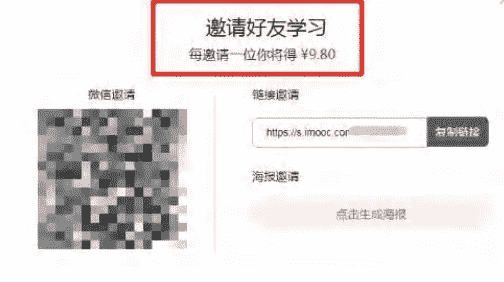 邀请好友学习
每邀请一位你将得 ¥9.80
微信邀请
链接邀请
https://s.imooc.com
复制链接
海报邀请
点击生成海报